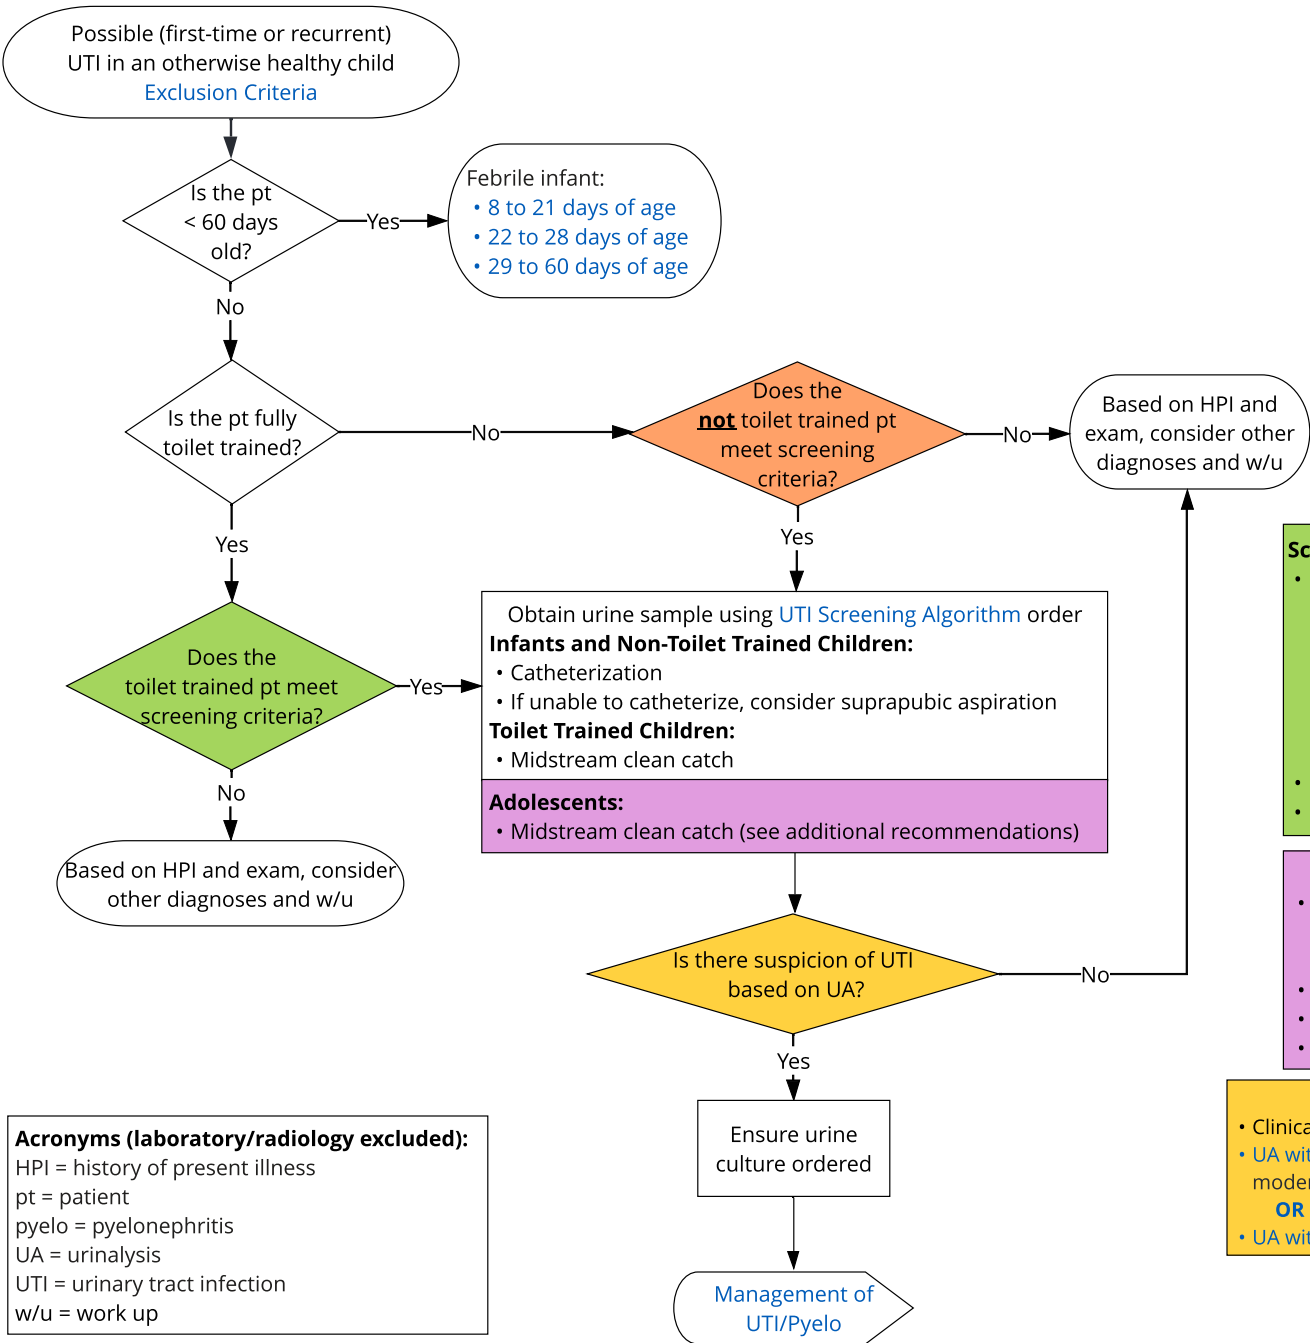 Possible (first-time or recurrent)
UTI in an otherwise healthy child
Exclusion Criteria
Is the pt
< 60 days
old?
Yes
Febrile infant:
• 8 to 21 days of age
• 22 to 28 days of age
• 29 to 60 days of age
No
Is the pt fully
toilet trained?
No
Does the
not toilet trained pt
meet screening
criteria?
No
Based on HPI and
exam, consider other
diagnoses and w/u
Yes
Yes
Does the
toilet trained pt meet
screening criteria?
Yes
Obtain urine sample using UTI Screening Algorithm order
Infants and Non-Toilet Trained Children:
• Catheterization
• If unable to catheterize, consider suprapubic aspiration
Toilet Trained Children:
• Midstream clean catch
Adolescents:
• Midstream clean catch (see additional recommendations)
No
Based on HPI and exam, consider
other diagnoses and w/u
Is there suspicion of UTI
based on UA?
No
Yes
Ensure urine
culture ordered
Management of
UTI/Pyelo
Acronyms (laboratory/radiology excluded):
HPI = history of present illness
pt = patient
pyelo = pyelonephritis
UA = urinalysis
UTI = urinary tract infection
w/u = work up
Sc
• Clinica
• UA wit
moder
OR
• UA wit